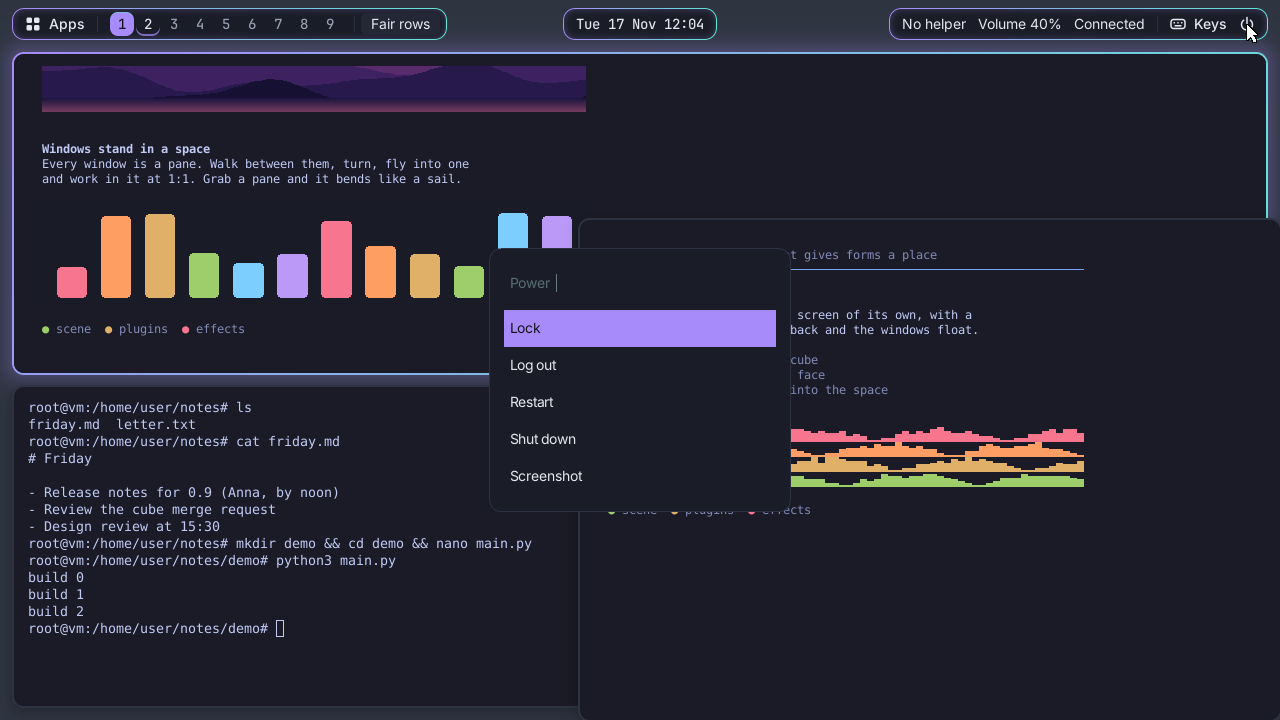 Apps 1 2 3 4 5 6 7 8 9 Fair rows
Tue 17 Nov 12:04
No helper Volume 40% Connected Keys
Windows stand in a space
Every window is a pane. Walk between them, turn, fly into one
and work in it at 1:1. Grab a pane and it bends like a sail.
scene plugins effects
root@vm:/home/user/notes# ls
friday.md letter.txt
root@vm:/home/user/notes# cat friday.md
# Friday
- Release notes for 0.9 (Anna, by noon)
- Review the cube merge request
- Design review at 15:30
root@vm:/home/user/notes# mkdir demo && cd demo && nano main.py
root@vm:/home/user/notes/demo# python3 main.py
build 0
build 1
build 2
root@vm:/home/user/notes/demo#
Power
Lock
Log out
Restart
Shut down
Screenshot
t gives forms a place
screen of its own, with a
back and the windows float.
cube
face
into the space
scene plugins effects